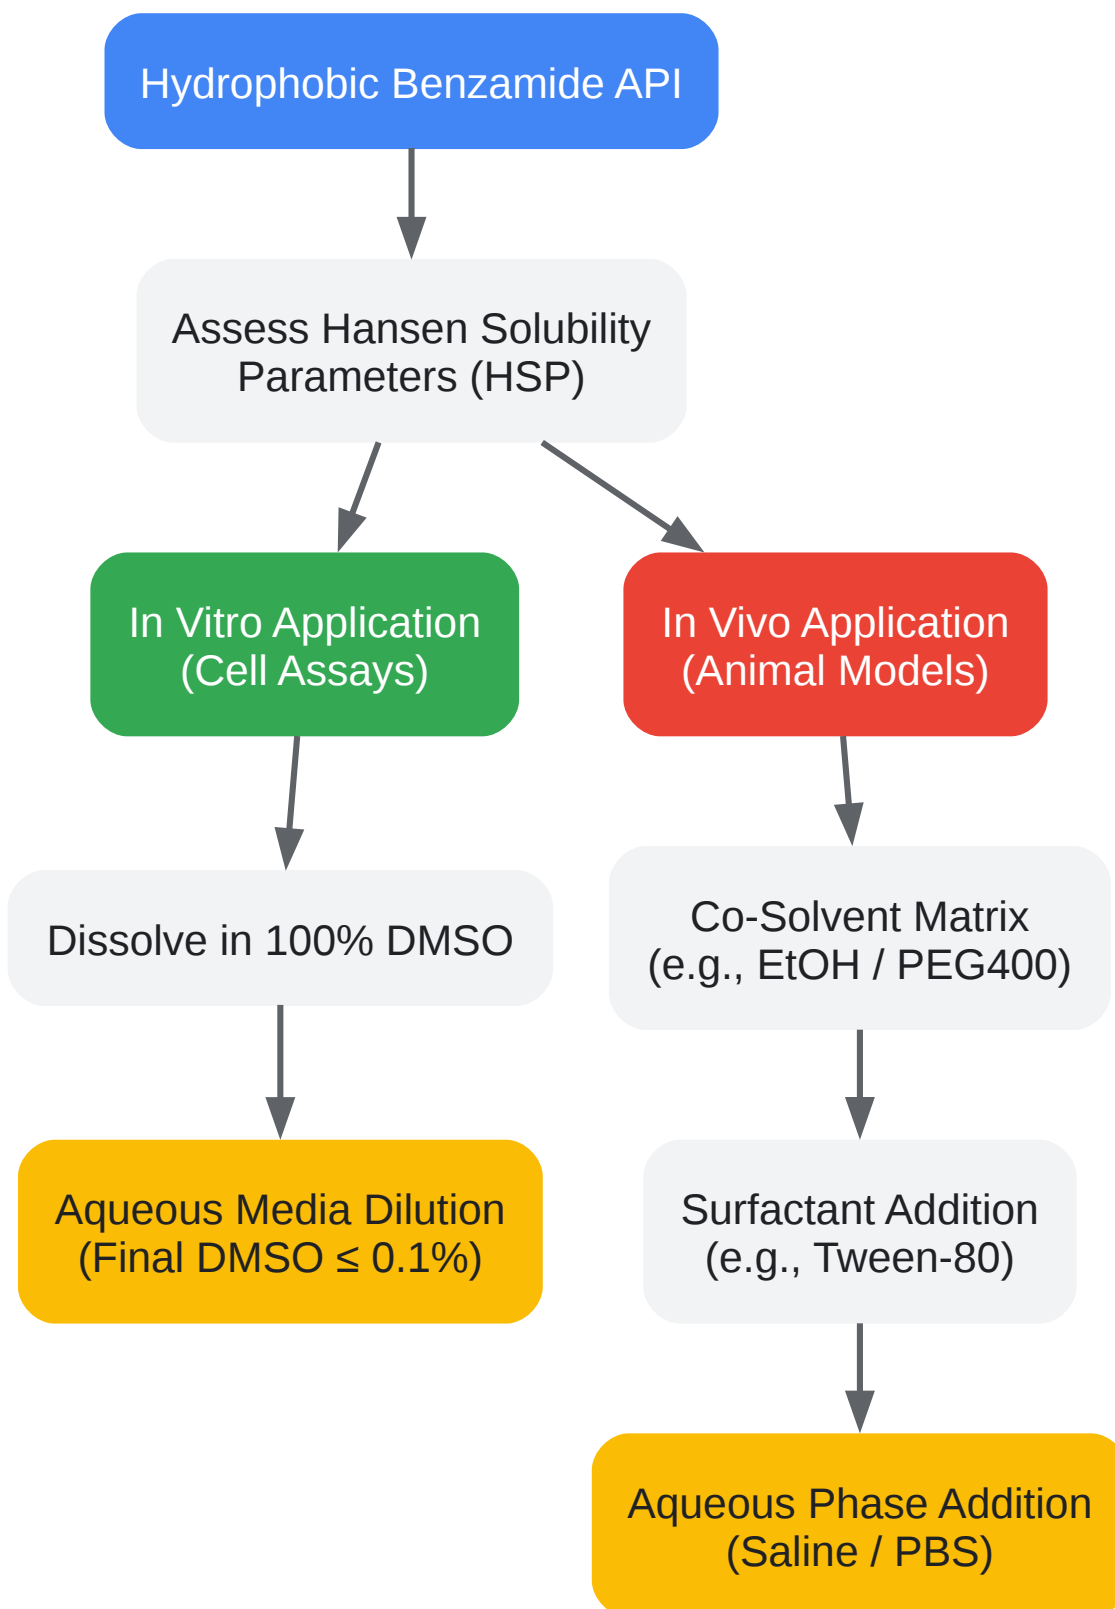 Hydrophobic Benzamide API
Assess Hansen Solubility
Parameters (HSP)
In Vitro Application
(Cell Assays)
In Vivo Application
(Animal Models)
Dissolve in 100% DMSO
Co-Solvent Matrix
(e.g., EtOH / PEG400)
Aqueous Media Dilution
(Final DMSO ≤ 0.1%)
Surfactant Addition
(e.g., Tween-80)
Aqueous Phase Addition
(Saline / PBS)